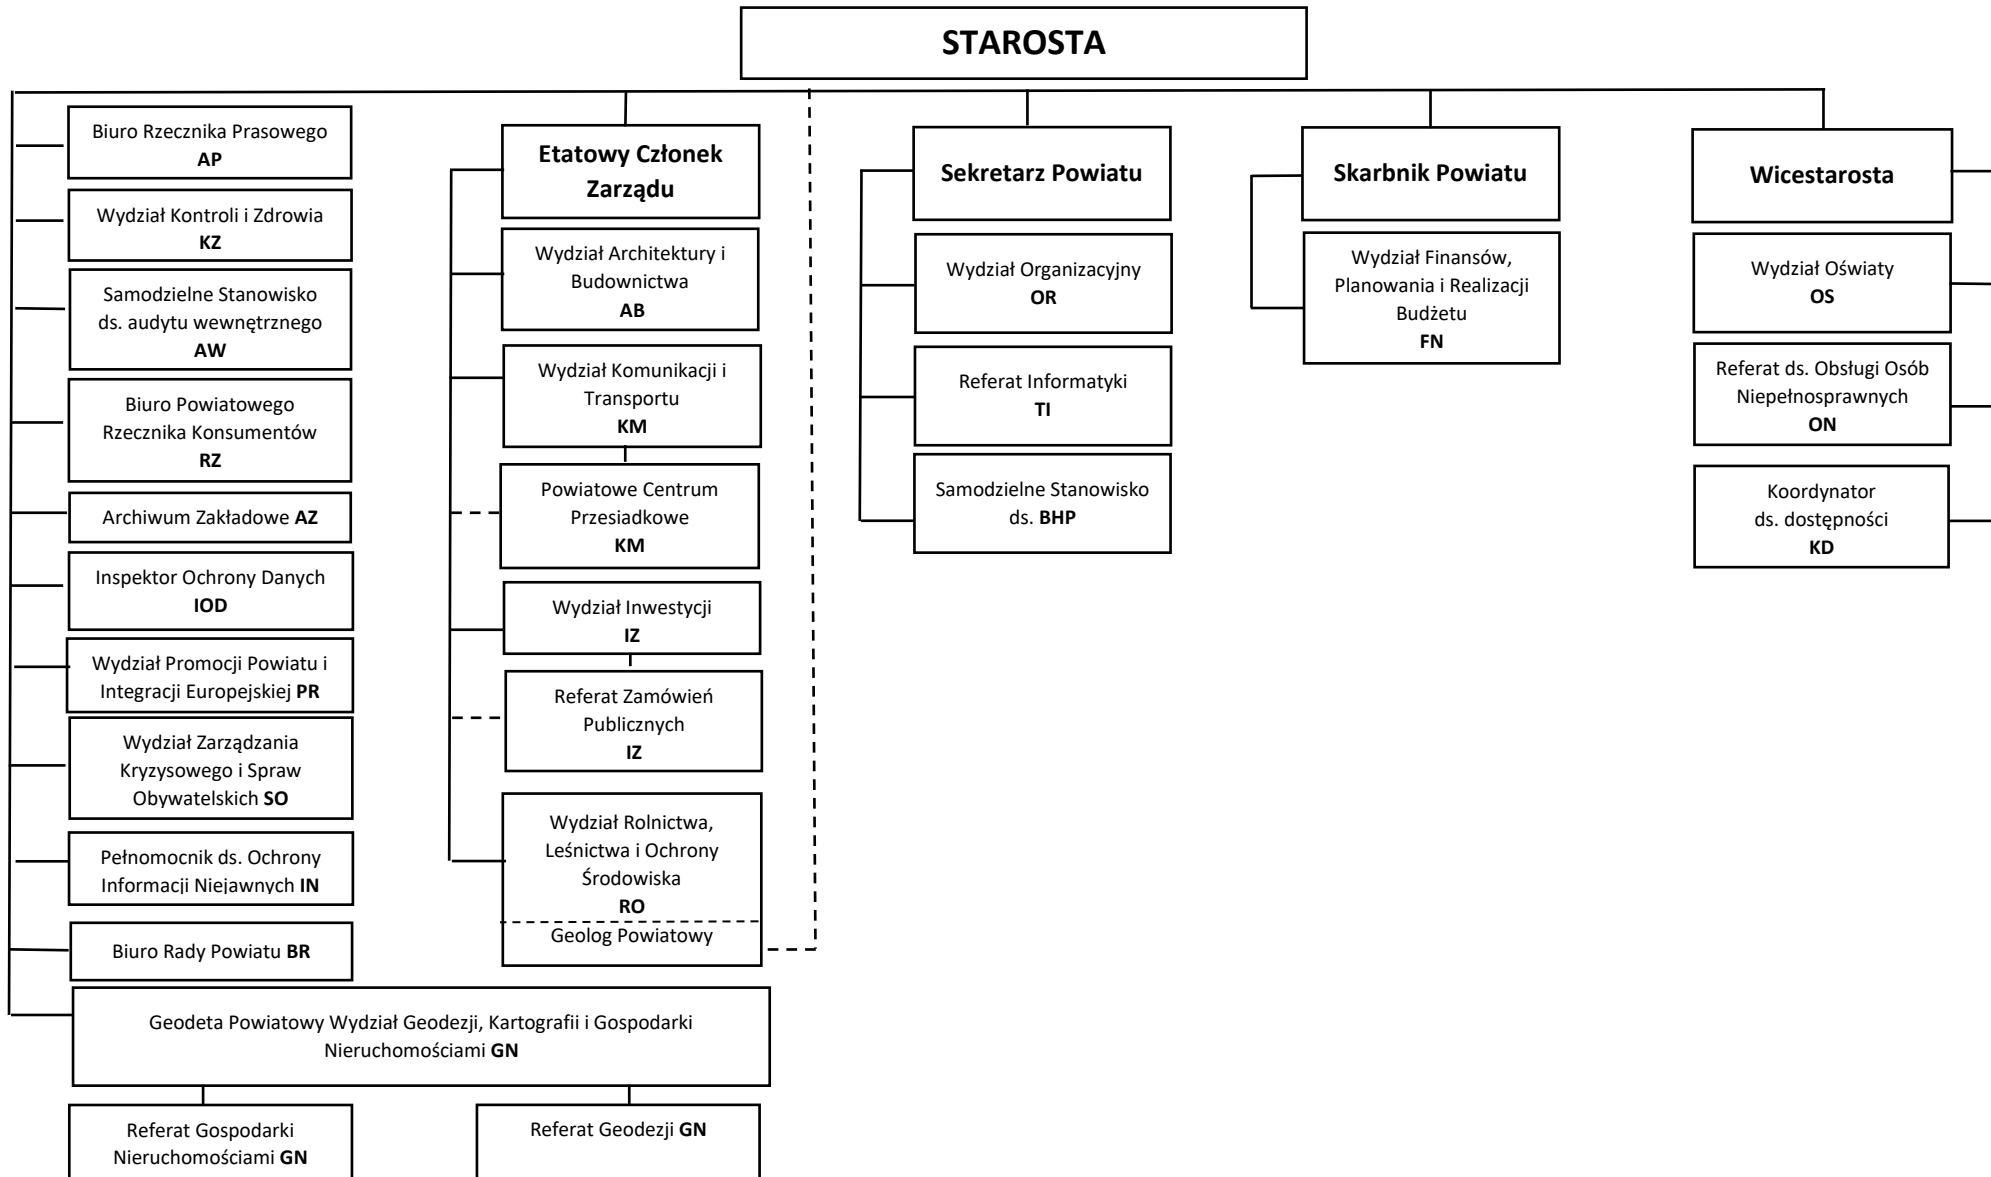 STAROSTA
Biuro Rzecznika Prasowego
AP
Wydział Kontroli i Zdrowia
KZ
Samodzielne Stanowisko
ds. audytu wewnętrznego
AW
Biuro Powiatowego
Rzecznika Konsumentów
RZ
Archiwum Zakładowe AZ
Inspektor Ochrony Danych
IOD
Wydział Promocji Powiatu i
Integracji Europejskiej PR
Wydział Zarządzania
Kryzysowego i Spraw
Obywatelskich SO
Pełnomocnik ds. Ochrony
Informacji Niejawnych IN
Biuro Rady Powiatu BR
Geodeta Powiatowy Wydział Geodezji, Kartografii i Gospodarki
Nieruchomościami GN
Referat Gospodarki
Nieruchomościami GN
Referat Geodezji GN
Etatowy Członek
Zarządu
Wydział Architektury i
Budownictwa
AB
Wydział Komunikacji i
Transportu
KM
Powiatowe Centrum
Przesiadkowe
KM
Wydział Inwestycji
IZ
Referat Zamówień
Publicznych
IZ
Wydział Rolnictwa,
Leśnictwa i Ochrony
Środowiska
RO
Geolog Powiatowy
Sekretarz Powiatu
Wydział Organizacyjny
OR
Referat Informatyki
TI
Samodzielne Stanowisko
ds. BHP
Skarbnik Powiatu
Wydział Finansów,
Planowania i Realizacji
Budżetu
FN
Wicestarosta
Wydział Oświaty
OS
Referat ds. Obsługi Osób
Niepełnosprawnych
ON
Koordynator
ds. dostępności
KD